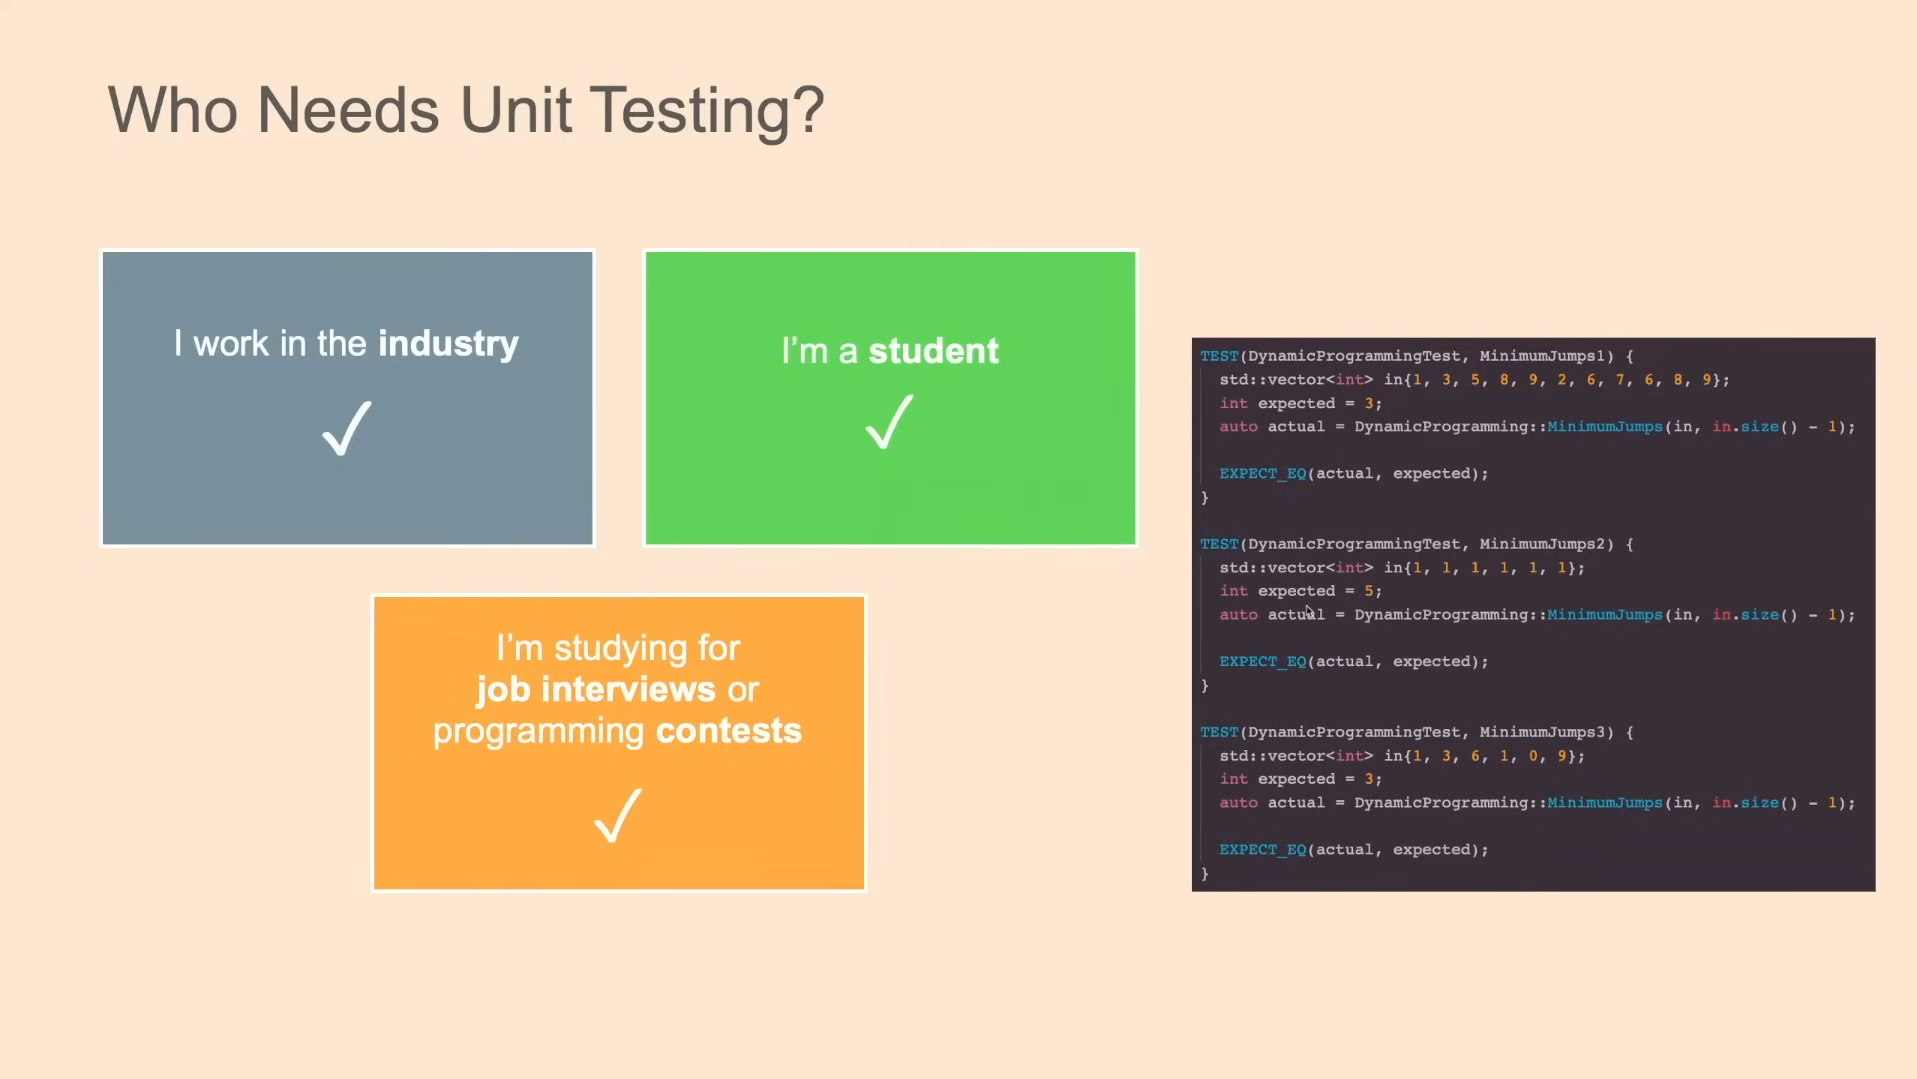 Who Needs Unit Testing?
I work in the industry
✓
I’m a student
✓
I’m studying for
job interviews or
programming contests
✓
TEST(DynamicProgrammingTest, MinimumJumps1) {
  std::vector<int> in{1, 3, 5, 8, 9, 2, 6, 7, 6, 8, 9};
  int expected = 3;
  auto actual = DynamicProgramming::MinimumJumps(in, in.size() - 1);

  EXPECT_EQ(actual, expected);
}

TEST(DynamicProgrammingTest, MinimumJumps2) {
  std::vector<int> in{1, 1, 1, 1, 1, 1};
  int expected = 5;
  auto actual = DynamicProgramming::MinimumJumps(in, in.size() - 1);

  EXPECT_EQ(actual, expected);
}

TEST(DynamicProgrammingTest, MinimumJumps3) {
  std::vector<int> in{1, 3, 6, 1, 0, 9};
  int expected = 3;
  auto actual = DynamicProgramming::MinimumJumps(in, in.size() - 1);

  EXPECT_EQ(actual, expected);
}